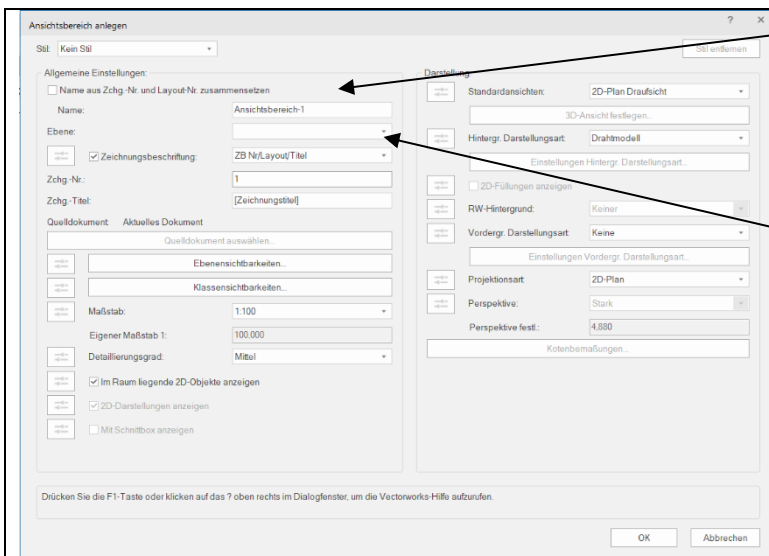 Ansichtsbereich anlegen
? ×
Stil: Kein Stil
Stil entfernen
Allgemeine Einstellungen:
Name aus Zchg.-Nr. und Layout-Nr. zusammensetzen
Name: Ansichtsbereich-1
Ebene:
Zeichnungsbeschriftung: ZB Nr/Layout/Titel
Zchg.-Nr.: 1
Zchg.-Titel: [Zeichnungstitel]
Quelldokument Aktuelles Dokument
Quelldokument auswählen...
Ebenensichtbarkeiten...
Klassensichtbarkeiten...
Maßstab: 1:100
Eigener Maßstab 1: 100.000
Detaillierungsgrad: Mittel
Im Raum liegende 2D-Objekte anzeigen
2D-Darstellungen anzeigen
Mit Schnittbox anzeigen
Darstellung
Standardansichten: 2D-Plan Draufsicht
3D-Ansicht festlegen...
Hintergr. Darstellungsart: Drahtmodell
Einstellungen Hintergr. Darstellungsart...
2D-Füllungen anzeigen
RW-Hintergrund: Keiner
Vordergr. Darstellungsart: Keine
Einstellungen Vordergr. Darstellungsart...
Projektionsart: 2D-Plan
Perspektive: Stark
Perspektive festl.: 4,880
Kotenbemaßungen...
Drücken Sie die F1-Taste oder klicken auf das ? oben rechts im Dialogfenster, um die Vectorworks-Hilfe aufzurufen.
OK Abbrechen